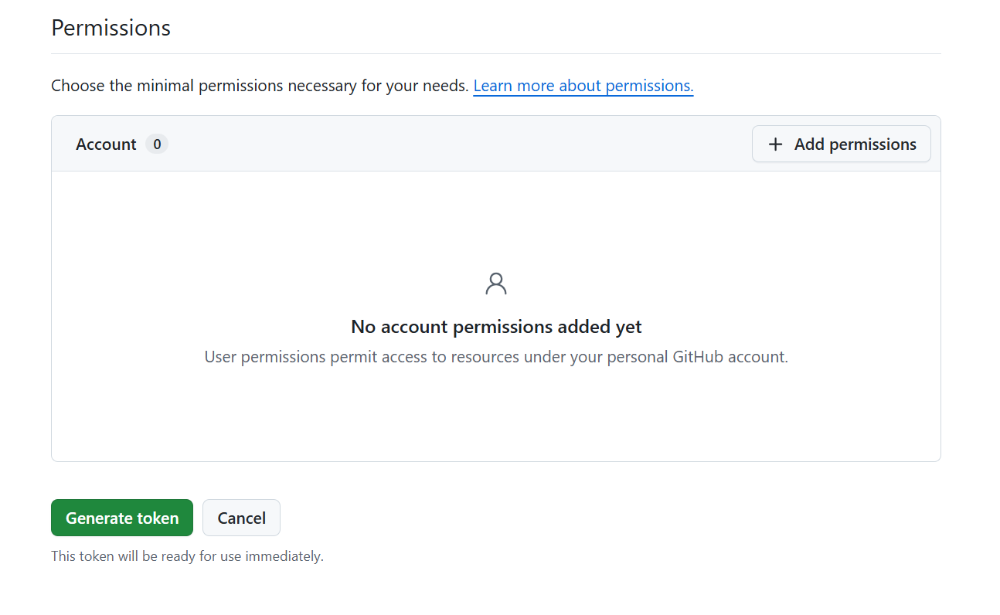 Permissions
Choose the minimal permissions necessary for your needs. Learn more about permissions.
Account 0
+ Add permissions
No account permissions added yet
User permissions permit access to resources under your personal GitHub account.
Generate token
Cancel
This token will be ready for use immediately.